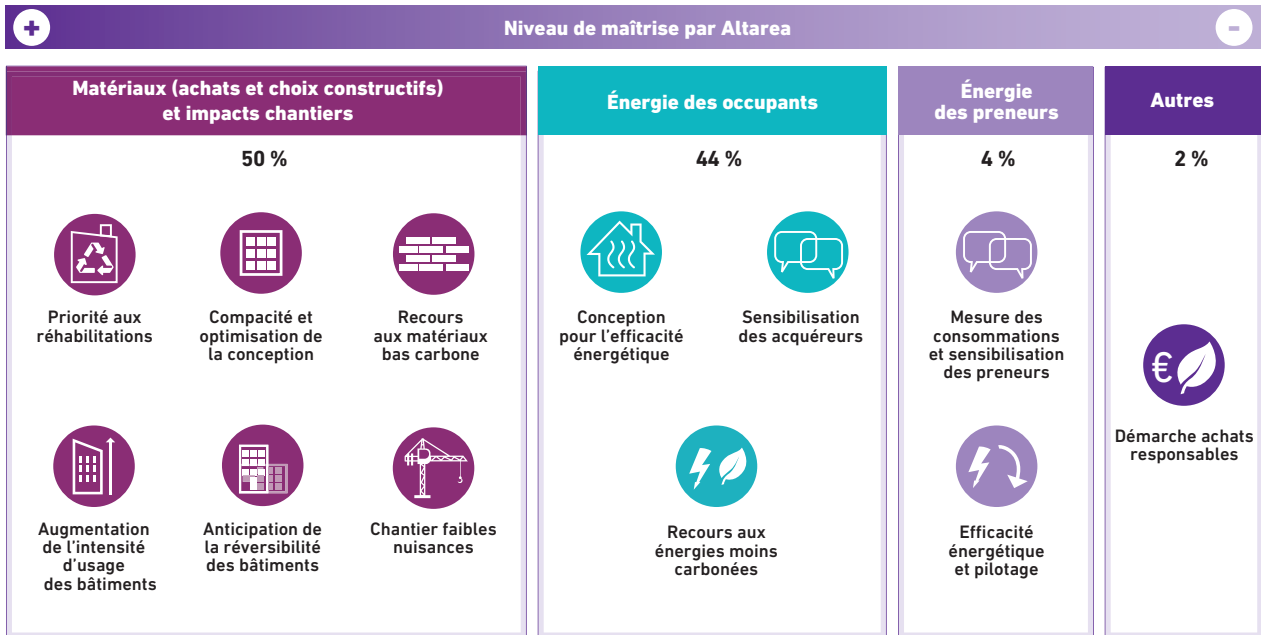 +
Niveau de maîtrise par Altarea
-
Matériaux (achats et choix constructifs)
et impacts chantiers
50 %
Priorité aux
réhabilitations
Compacité et
optimisation de
la conception
Recours
aux matériaux
bas carbone
Augmentation
de l'intensité
d'usage
des bâtiments
Anticipation de
la réversibilité
des bâtiments
Chantier faibles
nuisances
Énergie des occupants
44 %
Conception
pour l'efficacité
énergétique
Sensibilisation
des acquéreurs
Recours aux
énergies moins
carbonées
Énergie
des preneurs
4 %
Mesure des
consommations
et sensibilisation
des preneurs
Efficacité
énergétique
et pilotage
Autres
2 %
€
Démarche achats
responsables